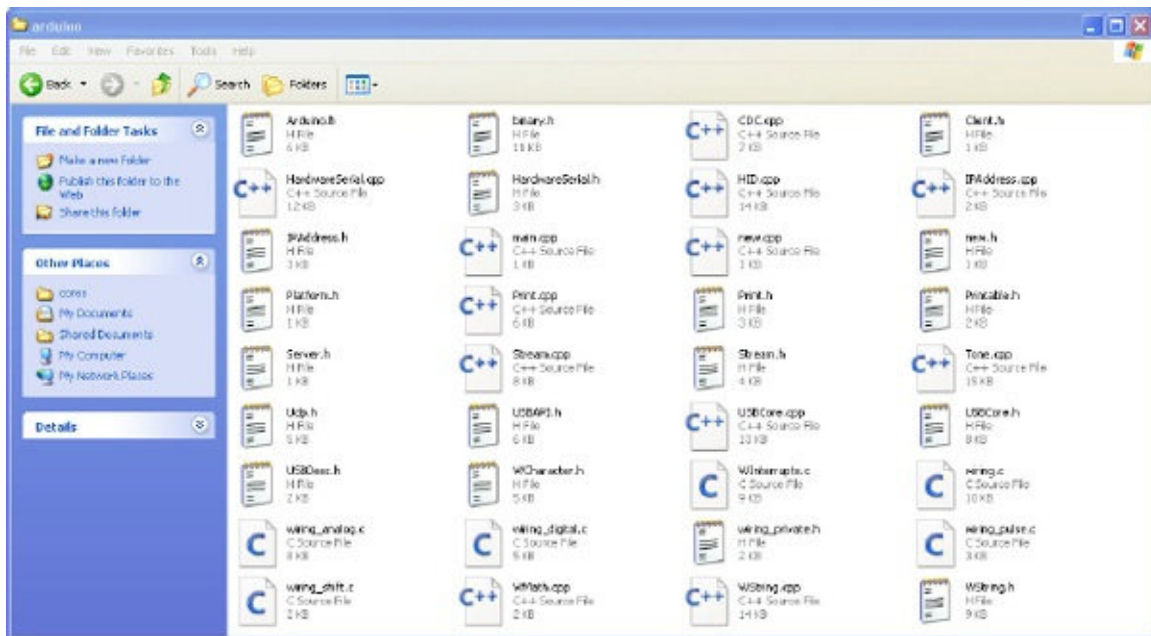 arduino
File Edit View Favorites Tools Help
Back Search Folders
File and Folder Tasks
Make a new folder
Publish this folder to the
Web
Share this folder
Other Places
cores
My Documents
Shared Documents
My Computer
My Network Places
Details
Arduino.h
H File
6 KB
binary.h
H File
CDC.cpp
C++ Source File
Client.h
H File
1 KB
HardwareSerial.cpp
C++ Source File
12 KB
HardwareSerial.h
H File
3 KB
HID.cpp
C++ Source File
14 KB
IPAddress.cpp
C++ Source File
2 KB
IPAddress.h
H File
main.cpp
C++ Source File
1 KB
new.cpp
C++ Source File
1 KB
new.h
H File
1 KB
Platform.h
H File
1 KB
Print.cpp
C++ Source File
6 KB
Print.h
H File
3 KB
Printable.h
H File
2 KB
Server.h
H File
1 KB
Stream.cpp
C++ Source File
8 KB
Stream.h
H File
4 KB
Tone.cpp
C++ Source File
15 KB
Udp.h
H File
5 KB
USBAPI.h
H File
6 KB
USBCore.cpp
C++ Source File
13 KB
USBCore.h
H File
8 KB
USBDesc.h
H File
2 KB
WCharacter.h
H File
5 KB
WInterrupts.c
C Source File
9 KB
wiring.c
C Source File
10 KB
wiring_analog.c
C Source File
8 KB
wiring_digital.c
C Source File
5 KB
wiring_private.h
H File
2 KB
wiring_pulse.c
C Source File
3 KB
wiring_shift.c
C Source File
2 KB
WMath.cpp
C++ Source File
2 KB
WString.cpp
C++ Source File
14 KB
WString.h
H File
9 KB